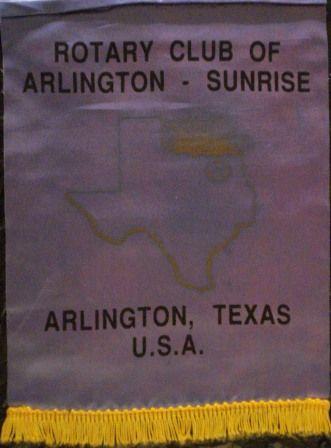 ROTARY CLUB OF
ARLINGTON - SUNRISE
ARLINGTON, TEXAS
U.S.A.